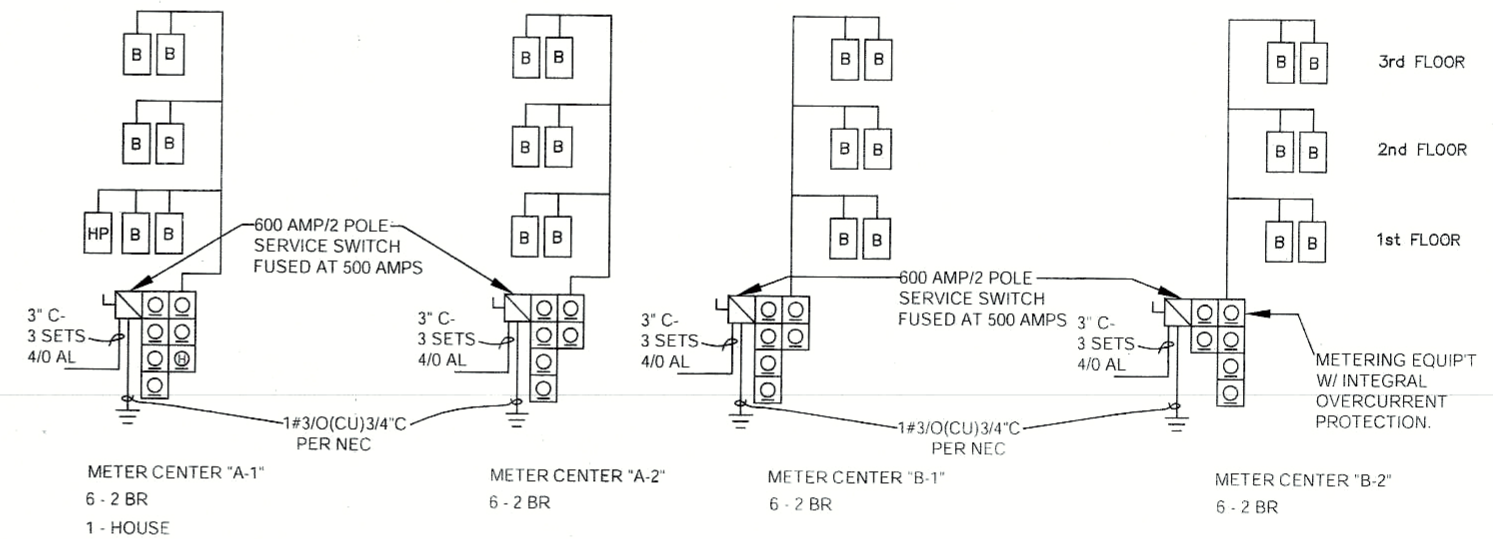 B B
B B
B B
B B
3rd FLOOR
B B
B B
B B
B B
2nd FLOOR
HP B B
B B
B B
B B
1st FLOOR
600 AMP/2 POLE
SERVICE SWITCH
FUSED AT 500 AMPS
600 AMP/2 POLE
SERVICE SWITCH
FUSED AT 500 AMPS
3" C-
3 SETS
4/0 AL
H
3" C-
3 SETS
4/0 AL
3" C-
3 SETS
4/0 AL
3" C-
3 SETS
4/0 AL
METERING EQUIP'T
W/ INTEGRAL
OVERCURRENT
PROTECTION.
1#3/O(CU)3/4"C
PER NEC
1#3/O(CU)3/4"C
PER NEC
METER CENTER "A-1"
6 - 2 BR
1 - HOUSE
METER CENTER "A-2"
6 - 2 BR
METER CENTER "B-1"
6 - 2 BR
METER CENTER "B-2"
6 - 2 BR